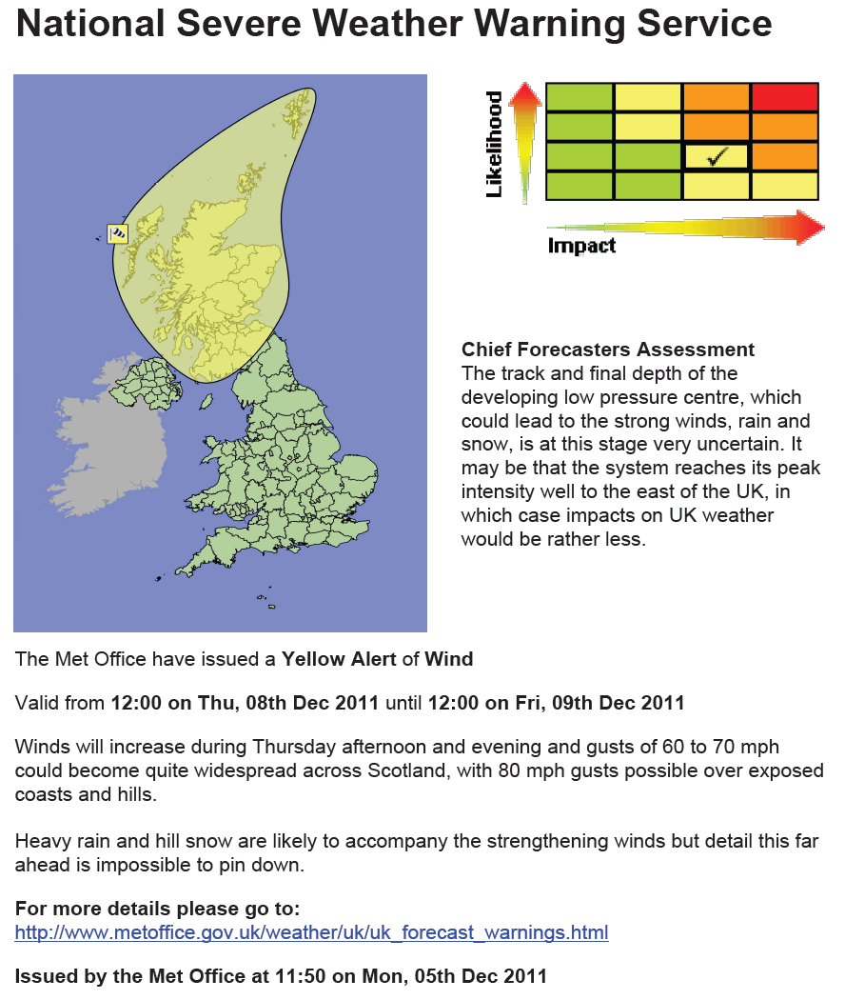 National Severe Weather Warning Service
Likelihood
Impact
Chief Forecasters Assessment
The track and final depth of the
developing low pressure centre, which
could lead to the strong winds, rain and
snow, is at this stage very uncertain. It
may be that the system reaches its peak
intensity well to the east of the UK, in
which case impacts on UK weather
would be rather less.
The Met Office have issued a Yellow Alert of Wind
Valid from 12:00 on Thu, 08th Dec 2011 until 12:00 on Fri, 09th Dec 2011
Winds will increase during Thursday afternoon and evening and gusts of 60 to 70 mph
could become quite widespread across Scotland, with 80 mph gusts possible over exposed
coasts and hills.
Heavy rain and hill snow are likely to accompany the strengthening winds but detail this far
ahead is impossible to pin down.
For more details please go to:
http://www.metoffice.gov.uk/weather/uk/uk_forecast_warnings.html
Issued by the Met Office at 11:50 on Mon, 05th Dec 2011